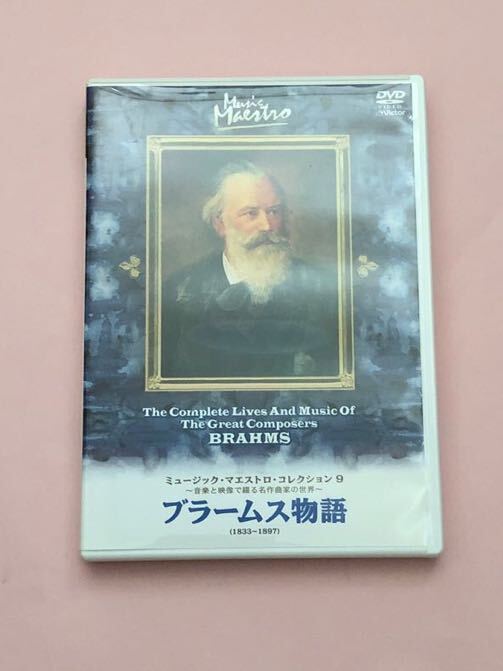 Music
Maestro
DVD
VIDEO
Victor
The Complete Lives And Music Of
The Great Composers
BRAHMS
ミュージック・マエストロ・コレクション 9
～音楽と映像で綴る名作曲家の世界～
ブラームス物語
(1833~1897)